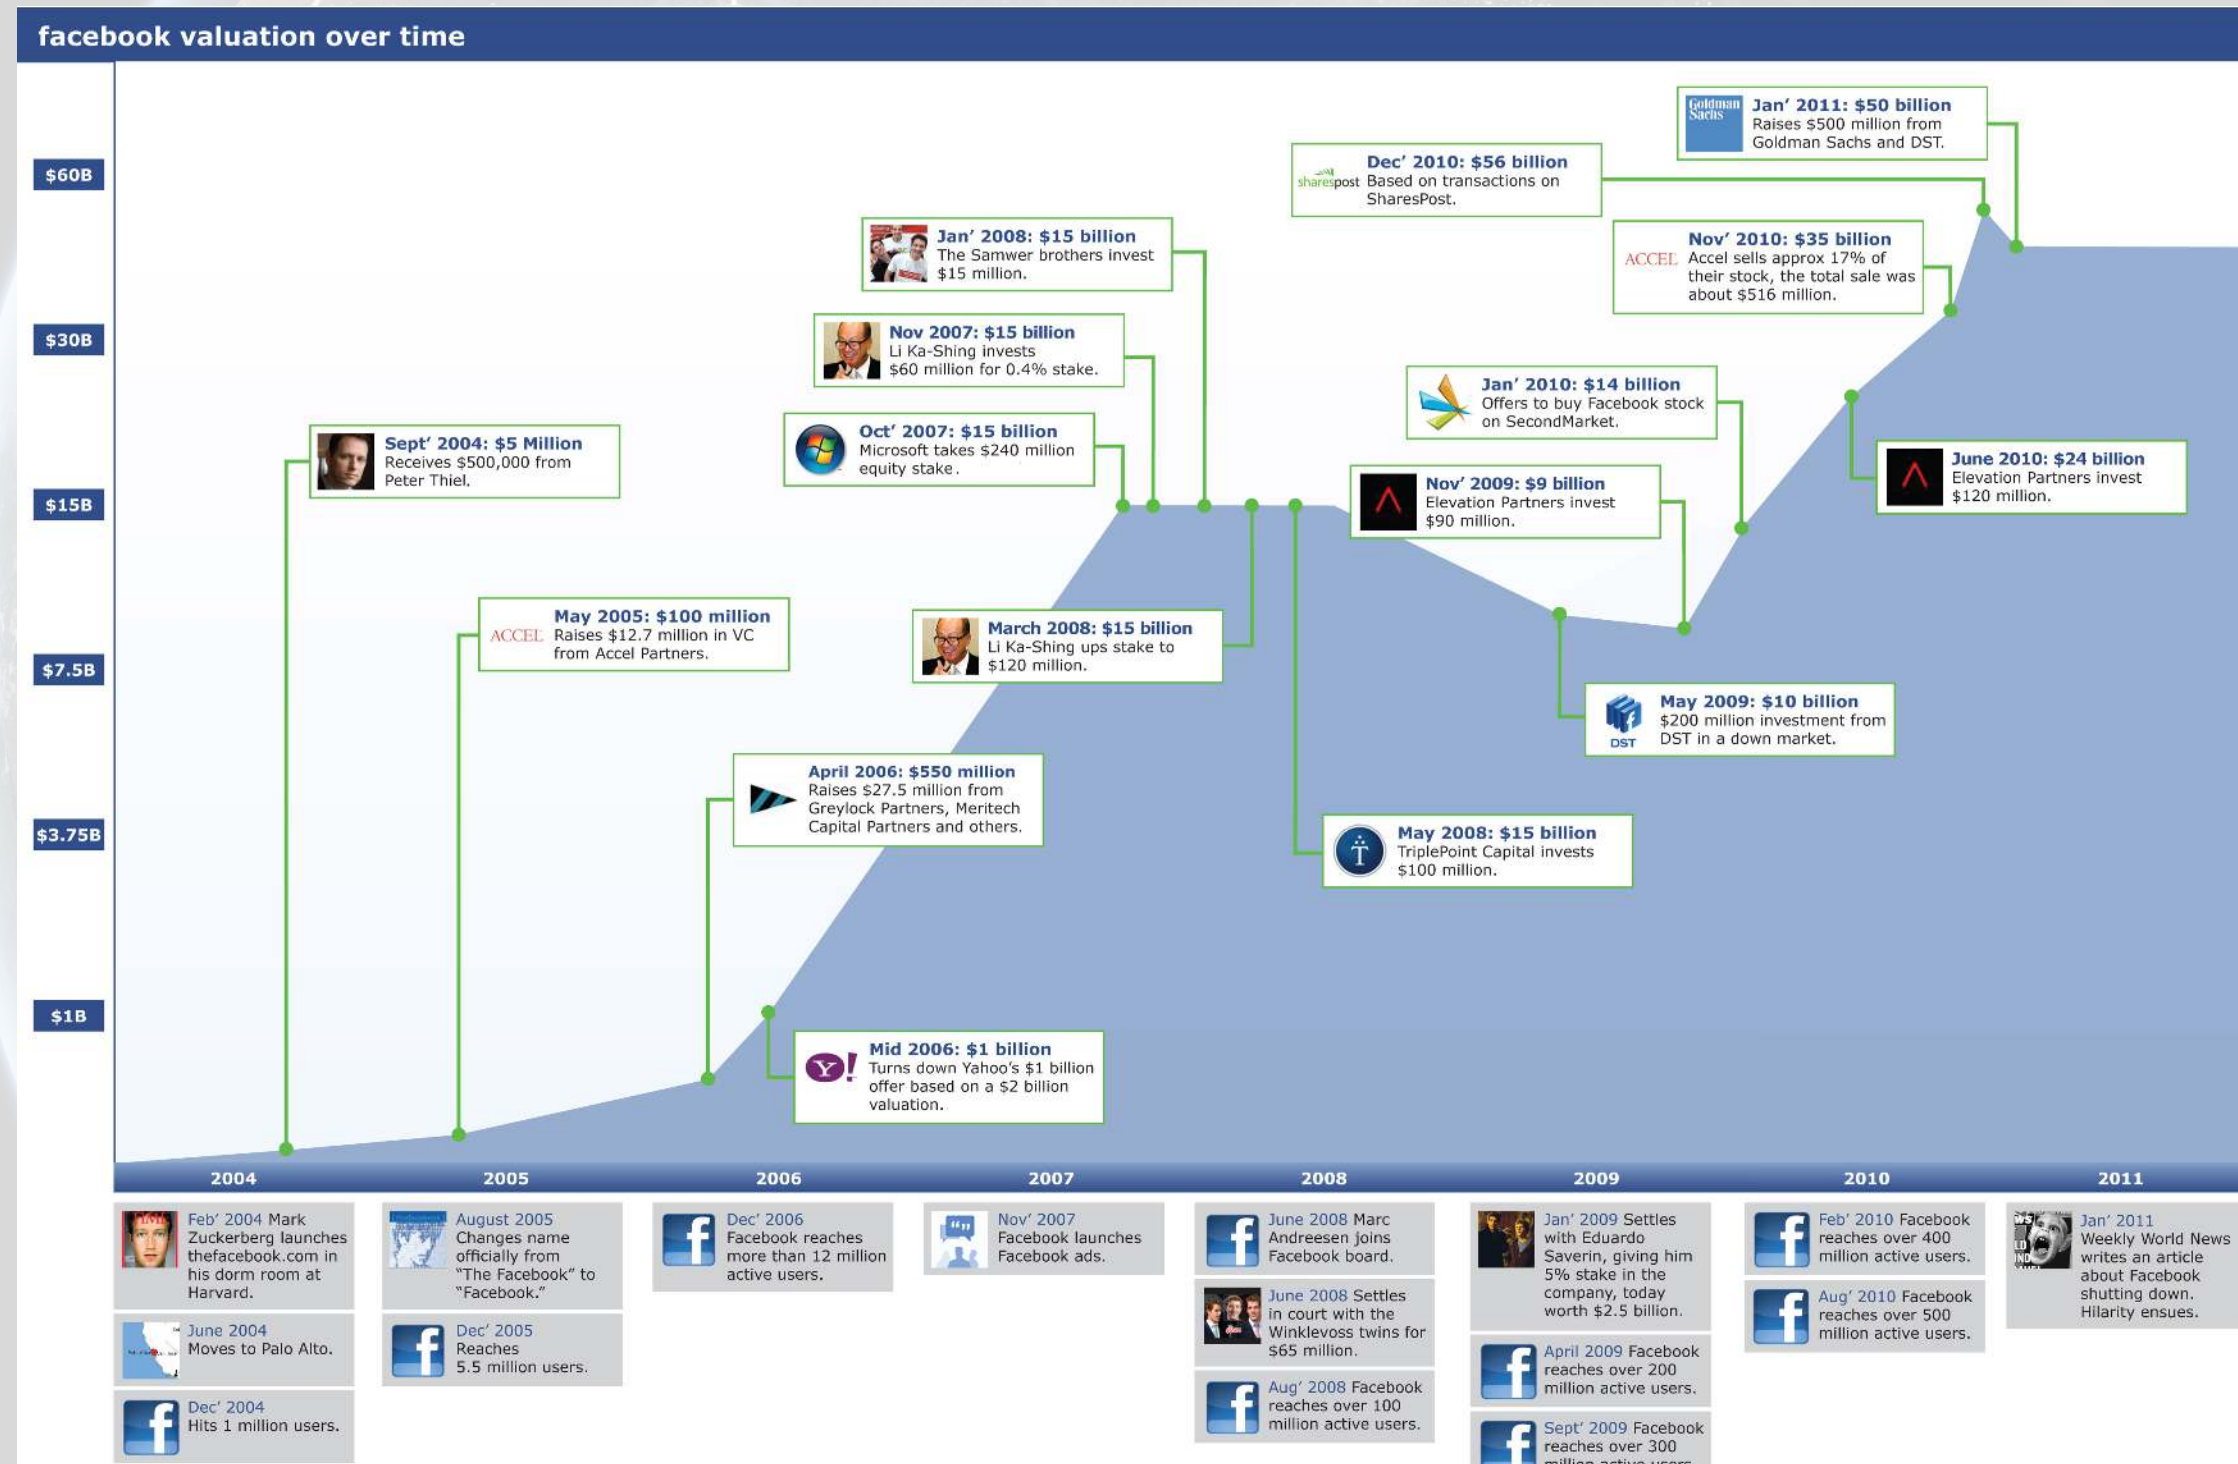 facebook valuation over time
$60B
$30B
$15B
$7.5B
$3.75B
$1B
Goldman
Sachs
Jan' 2011: $50 billion
Raises $500 million from
Goldman Sachs and DST.
sharespost
Dec' 2010: $56 billion
Based on transactions on
SharesPost.
Jan' 2008: $15 billion
The Samwer brothers invest
$15 million.
ACCEL
Nov' 2010: $35 billion
Accel sells approx 17% of
their stock, the total sale was
about $516 million.
Nov 2007: $15 billion
Li Ka-Shing invests
$60 million for 0.4% stake.
Jan' 2010: $14 billion
Offers to buy Facebook stock
on SecondMarket.
Oct' 2007: $15 billion
Microsoft takes $240 million
equity stake.
Sept' 2004: $5 Million
Receives $500,000 from
Peter Thiel.
June 2010: $24 billion
Elevation Partners invest
$120 million.
Nov' 2009: $9 billion
Elevation Partners invest
$90 million.
ACCEL
May 2005: $100 million
Raises $12.7 million in VC
from Accel Partners.
March 2008: $15 billion
Li Ka-Shing ups stake to
$120 million.
DST
May 2009: $10 billion
$200 million investment from
DST in a down market.
April 2006: $550 million
Raises $27.5 million from
Greylock Partners, Meritech
Capital Partners and others.
May 2008: $15 billion
TriplePoint Capital invests
$100 million.
Y!
Mid 2006: $1 billion
Turns down Yahoo's $1 billion
offer based on a $2 billion
valuation.
2004
2005
2006
2007
2008
2009
2010
2011
Feb' 2004 Mark
Zuckerberg launches
thefacebook.com in
his dorm room at
Harvard.
June 2004
Moves to Palo Alto.
Dec' 2004
Hits 1 million users.
August 2005
Changes name
officially from
"The Facebook" to
"Facebook."
Dec' 2005
Reaches
5.5 million users.
Dec' 2006
Facebook reaches
more than 12 million
active users.
Nov' 2007
Facebook launches
Facebook ads.
June 2008 Marc
Andreesen joins
Facebook board.
June 2008 Settles
in court with the
Winklevoss twins for
$65 million.
Aug' 2008 Facebook
reaches over 100
million active users.
Jan' 2009 Settles
with Eduardo
Saverin, giving him
5% stake in the
company, today
worth $2.5 billion.
April 2009 Facebook
reaches over 200
million active users.
Sept' 2009 Facebook
reaches over 300
million active users
Feb' 2010 Facebook
reaches over 400
million active users.
Aug' 2010 Facebook
reaches over 500
million active users.
Jan' 2011
Weekly World News
writes an article
about Facebook
shutting down.
Hilarity ensues.